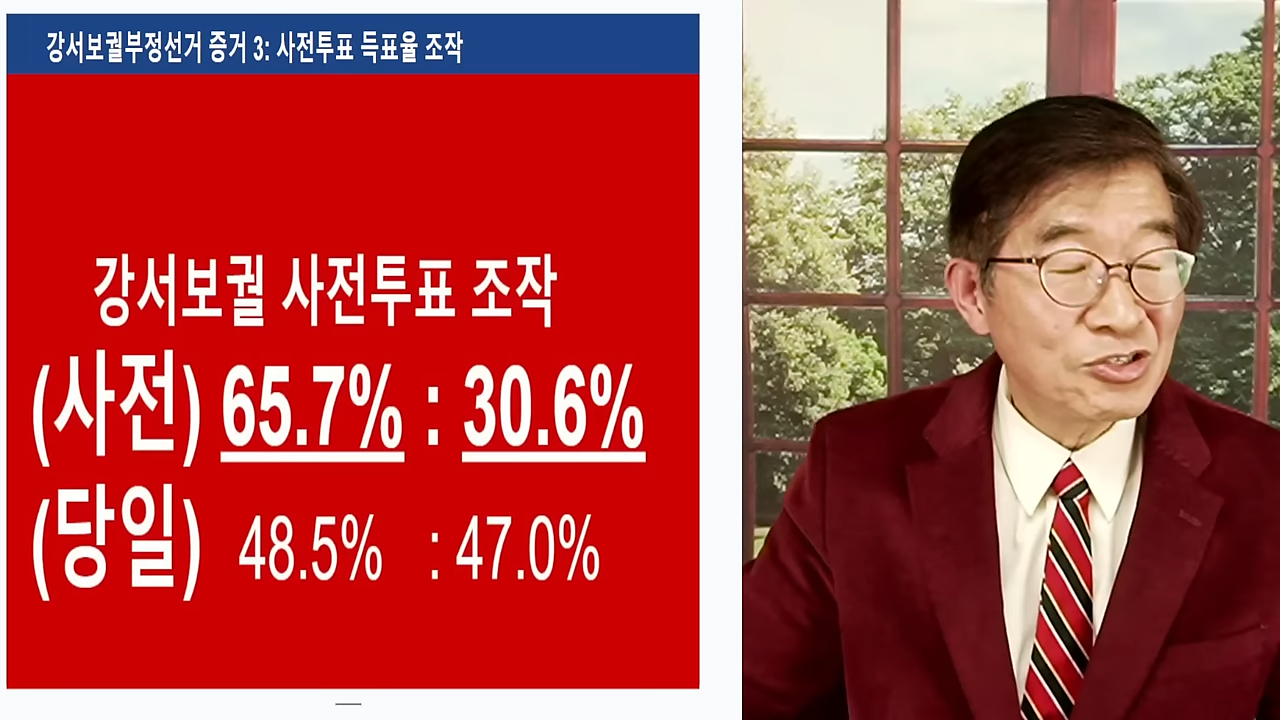 강서보궐부정선거 증거 3: 사전투표 득표율 조작
강서보궐 사전투표 조작
(사전) 65.7% : 30.6%
(당일) 48.5% : 47.0%